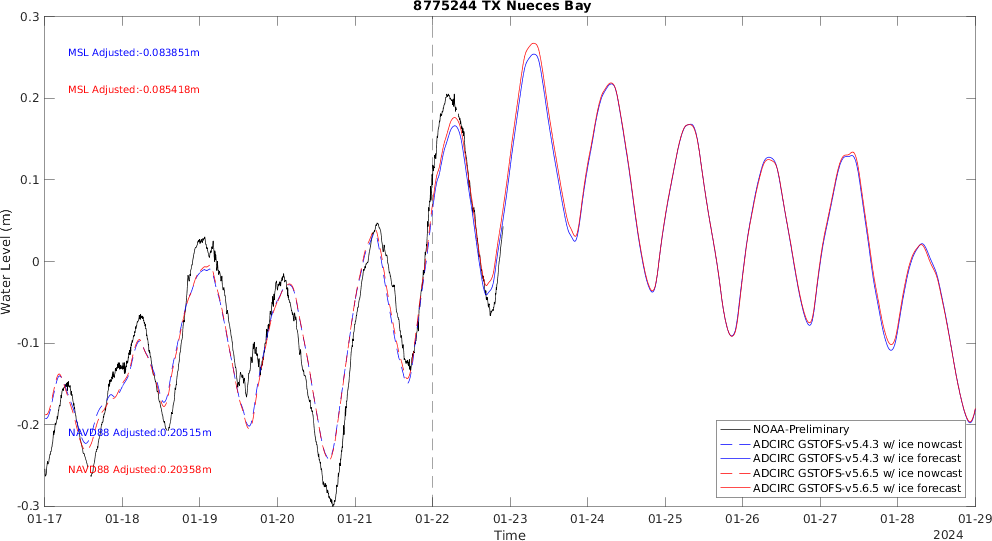 8775244 TX Nueces Bay
0.3
0.2
0.1
0
-0.1
-0.2
-0.3
Water Level (m)
MSL Adjusted:-0.083851m
MSL Adjusted:-0.085418m
NAVD88 Adjusted:0.20515m
NAVD88 Adjusted:0.20358m
NOAA-Preliminary
ADCIRC GSTOFS-v5.4.3 w/ ice nowcast
ADCIRC GSTOFS-v5.4.3 w/ ice forecast
ADCIRC GSTOFS-v5.6.5 w/ ice nowcast
ADCIRC GSTOFS-v5.6.5 w/ ice forecast
01-17 01-18 01-19 01-20 01-21 01-22 01-23 01-24 01-25 01-26 01-27 01-28 01-29
Time
2024